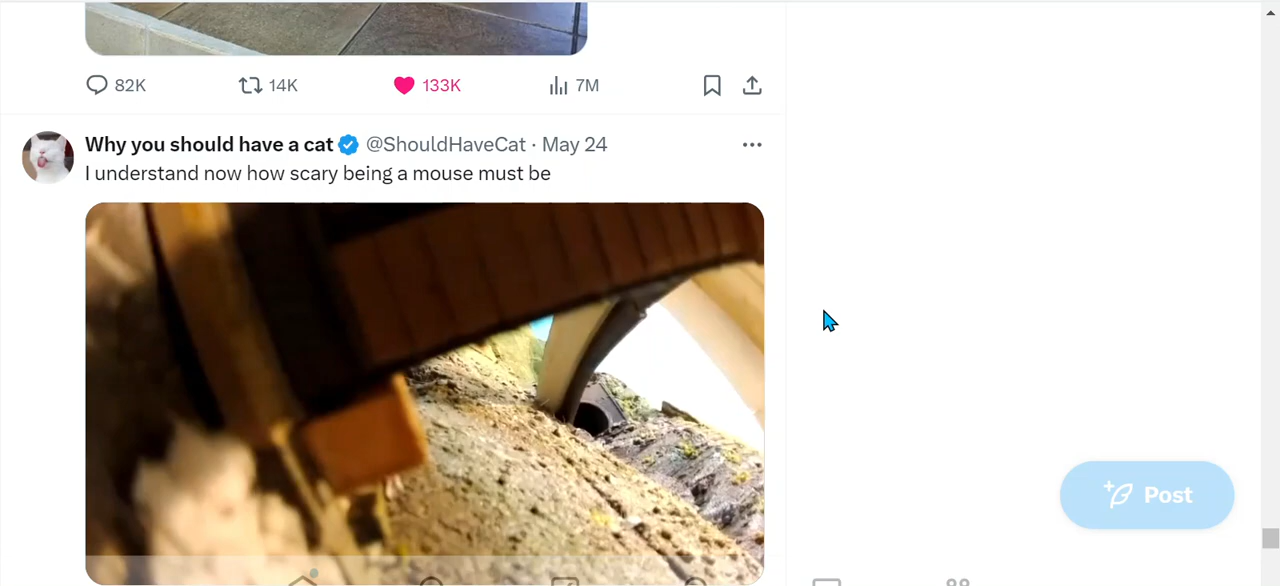 82K 14K 133K 7M
Why you should have a cat @ShouldHaveCat · May 24
I understand now how scary being a mouse must be
Post